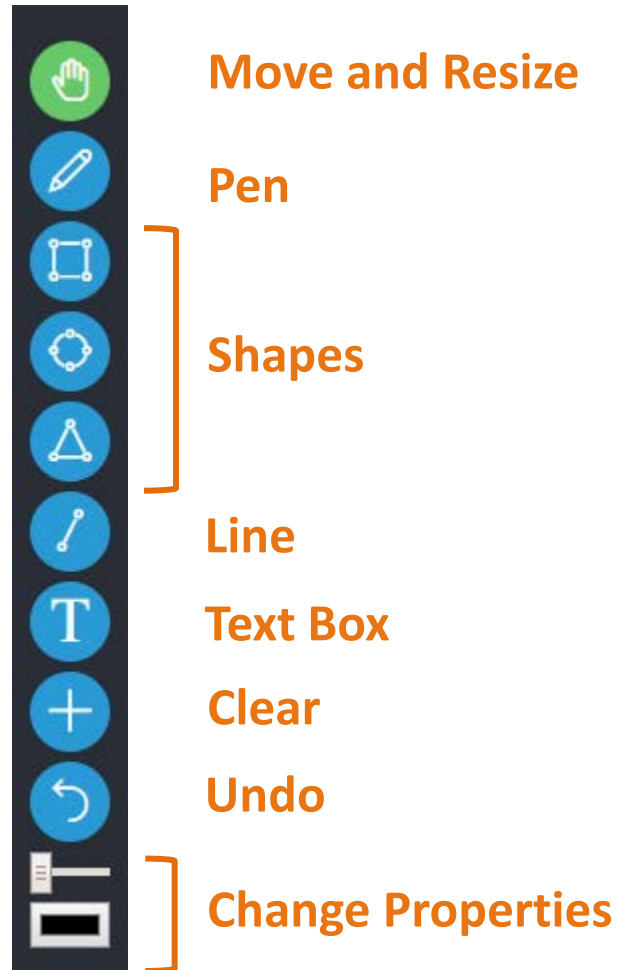 Move and Resize
Pen
Shapes
Line
T
Text Box
Clear
Undo
Change Properties